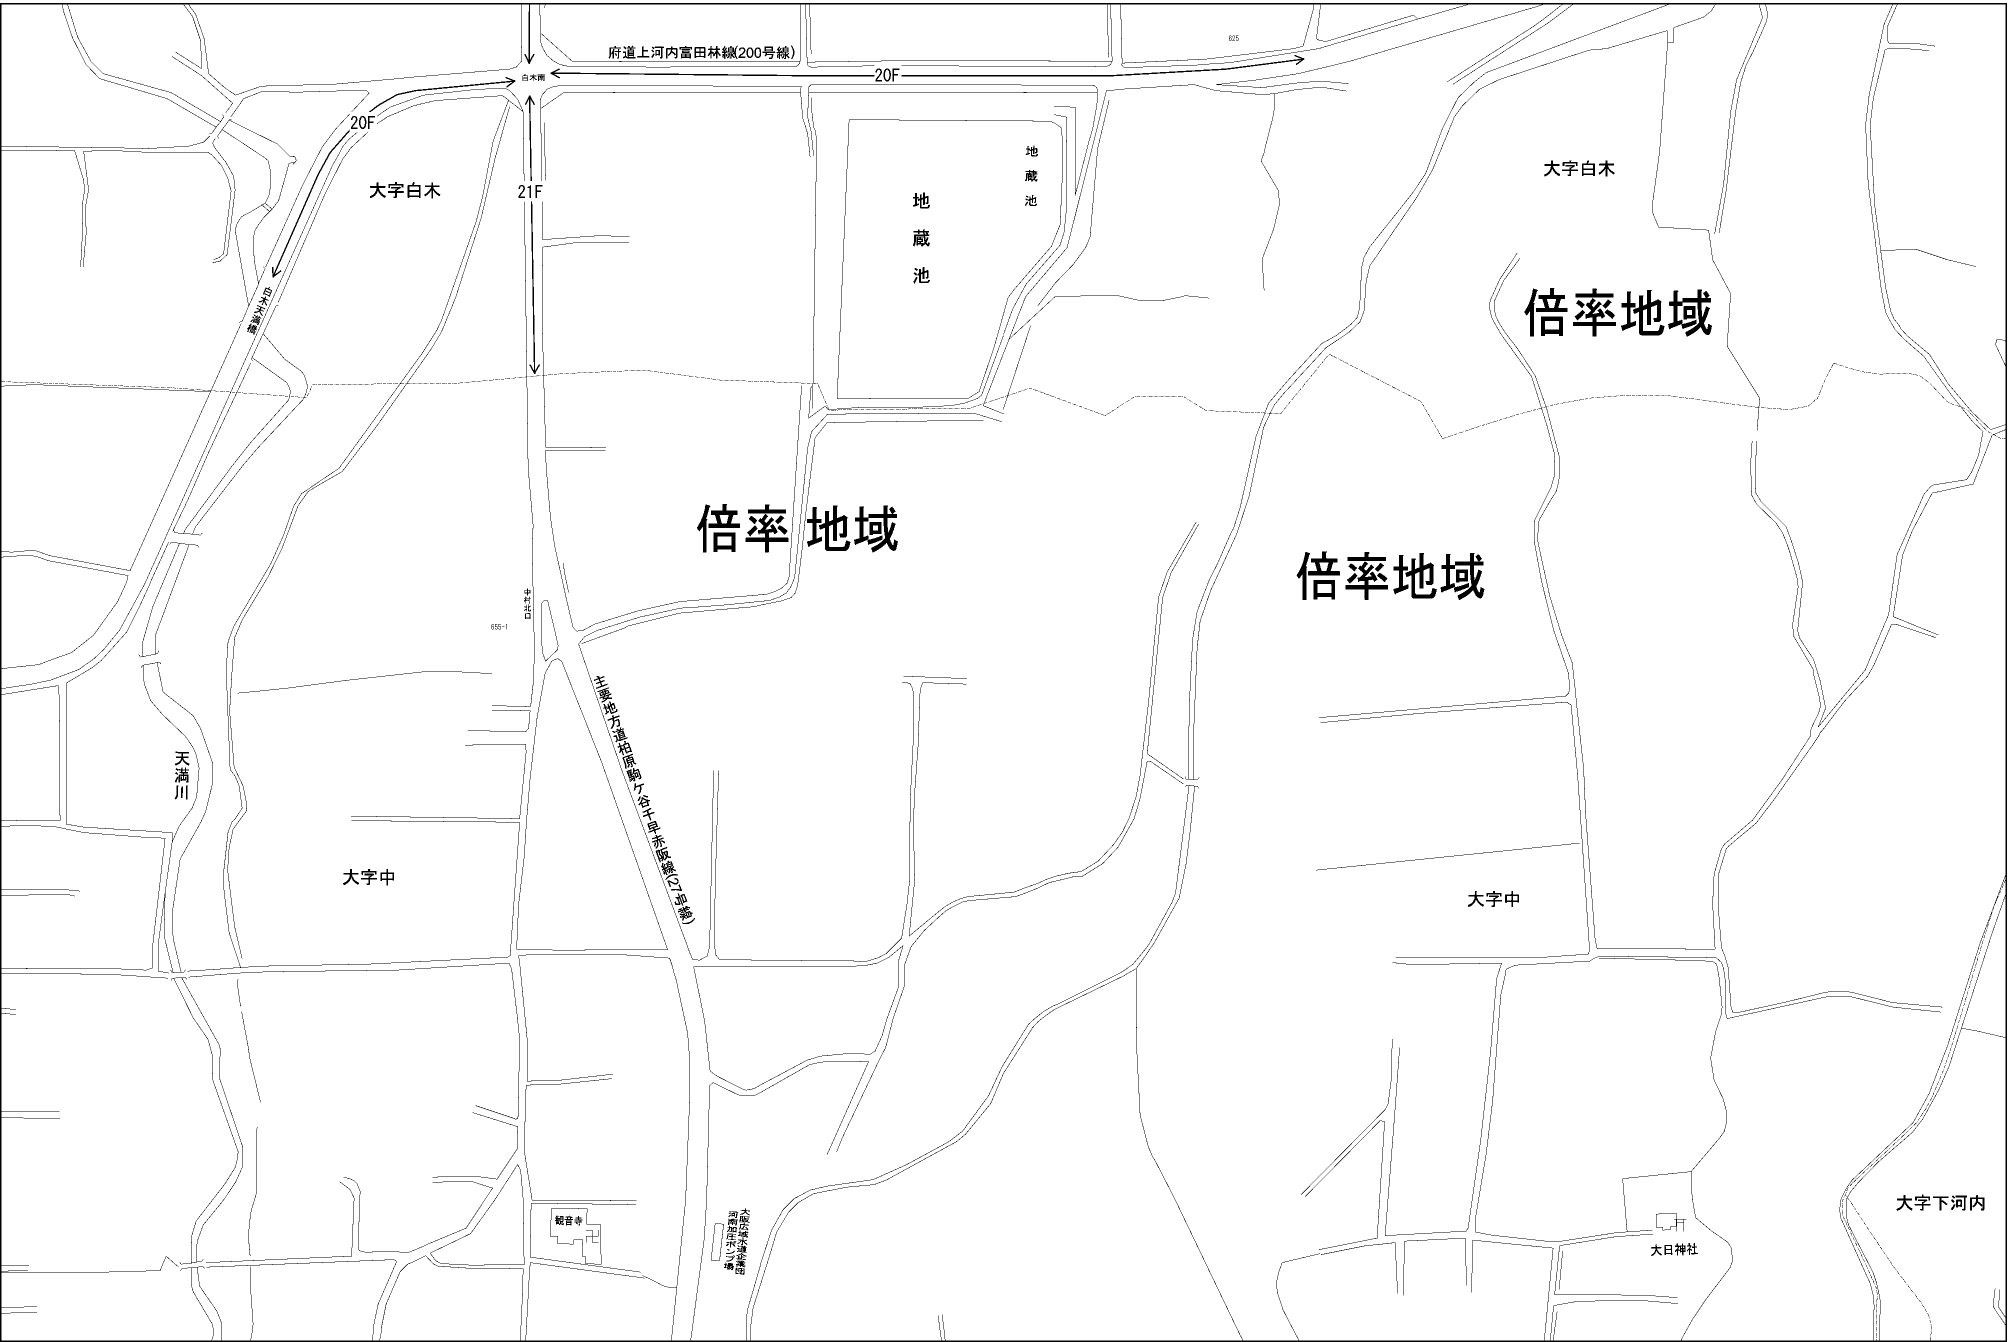 625
府道上河内富田林線(200号線)
白木南
20F
20F
地蔵池
大字白木
大字白木
21F
地蔵池
白木天満橋
倍率地域
倍率地域
倍率地域
中村北口
655-1
主要地方道柏原駒ケ谷千早赤阪線(27号線)
天満川
大字中
大字中
大字下河内
観音寺
大阪広域水道企業団
河南加圧ポンプ場
大日神社